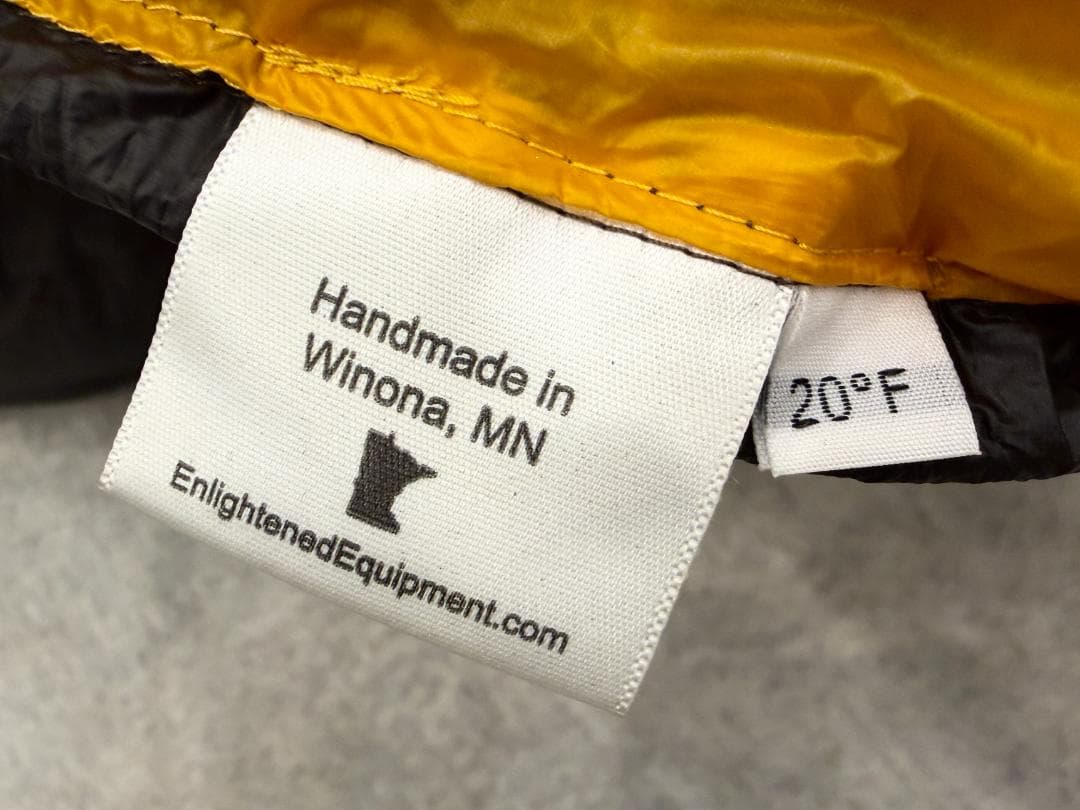 Handmade in
Winona, MN
EnlightenedEquipment.com
20°F